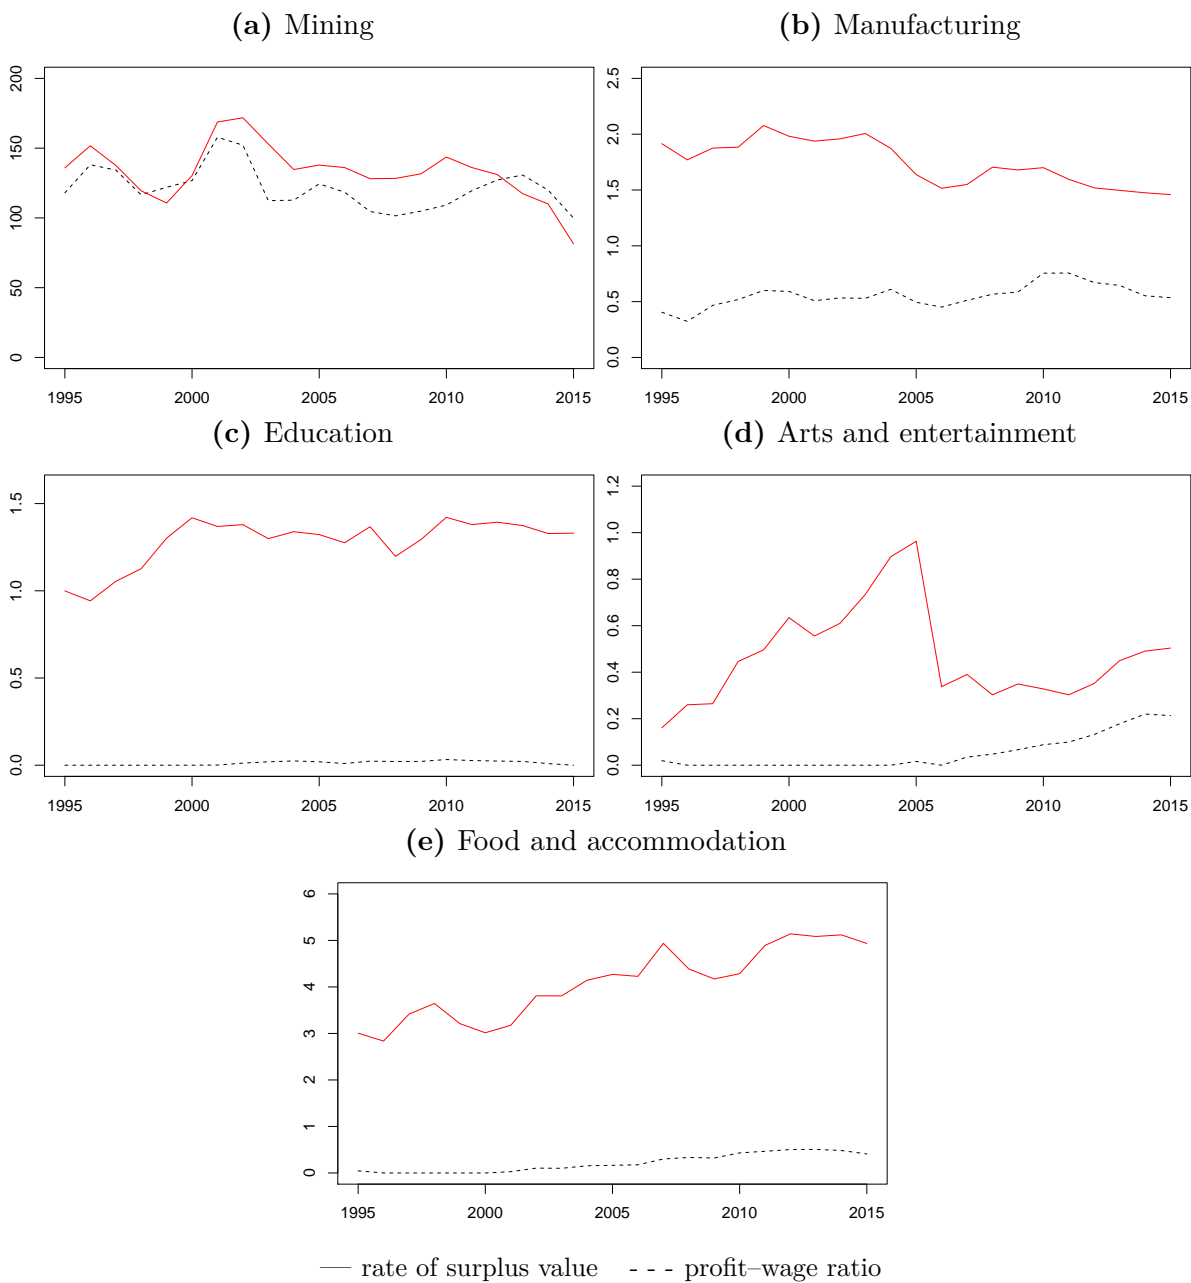 (a) Mining
(b) Manufacturing
200
150
100
50
0
1995 2000 2005 2010 2015
2.5
2.0
1.5
1.0
0.5
0.0
1995 2000 2005 2010 2015
(c) Education
(d) Arts and entertainment
1.5
1.0
0.5
0.0
1995 2000 2005 2010 2015
1.2
1.0
0.8
0.6
0.4
0.2
0.0
1995 2000 2005 2010 2015
(e) Food and accommodation
6
5
4
3
2
1
0
1995 2000 2005 2010 2015
rate of surplus value profit–wage ratio